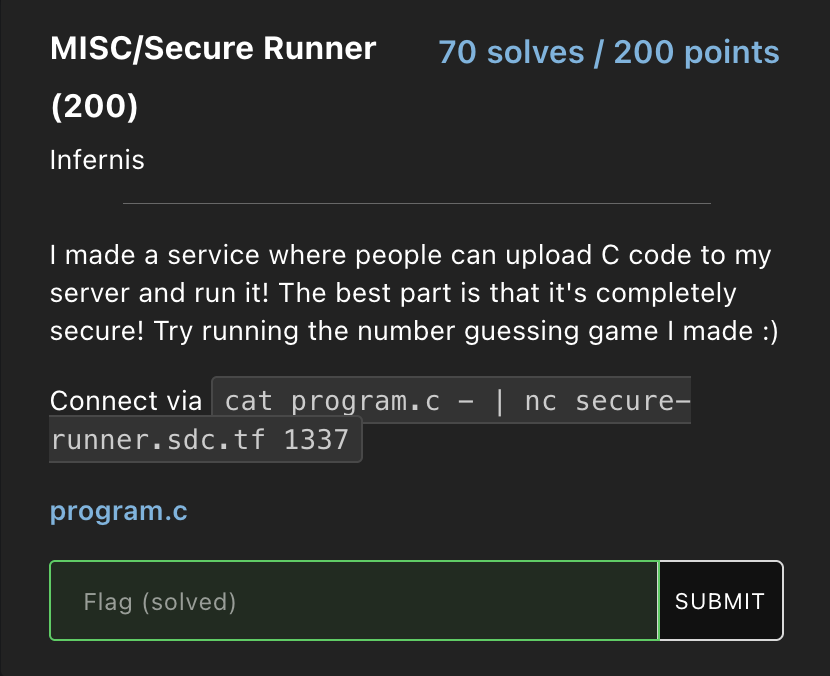 MISC/Secure Runner
(200)
70 solves / 200 points
Infernis
I made a service where people can upload C code to my
server and run it! The best part is that it's completely
secure! Try running the number guessing game I made :)
Connect via cat program.c - | nc secure-
runner.sdc.tf 1337
program.c
Flag (solved)
SUBMIT